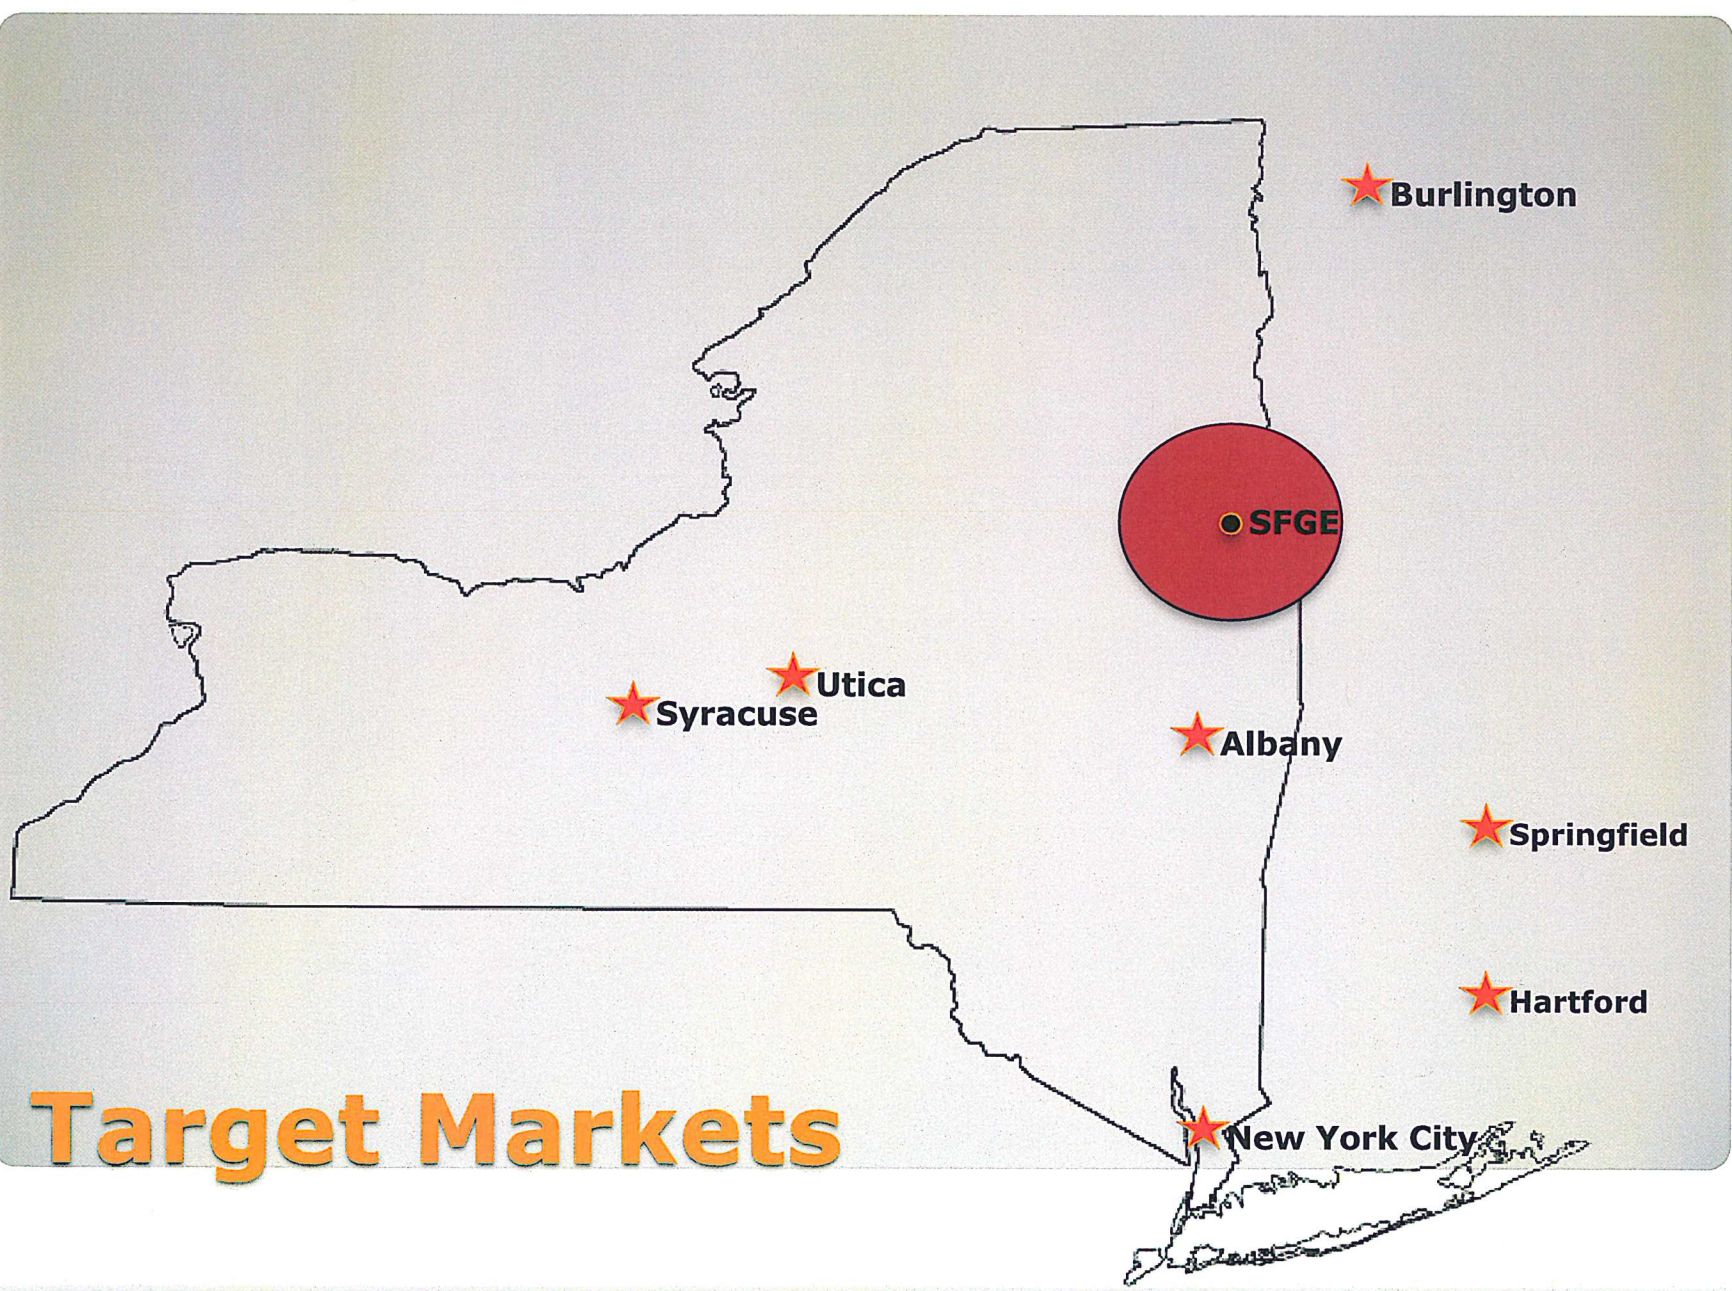 Burlington
SFGE
Utica
Syracuse
Albany
Springfield
Hartford
Target Markets
New York City